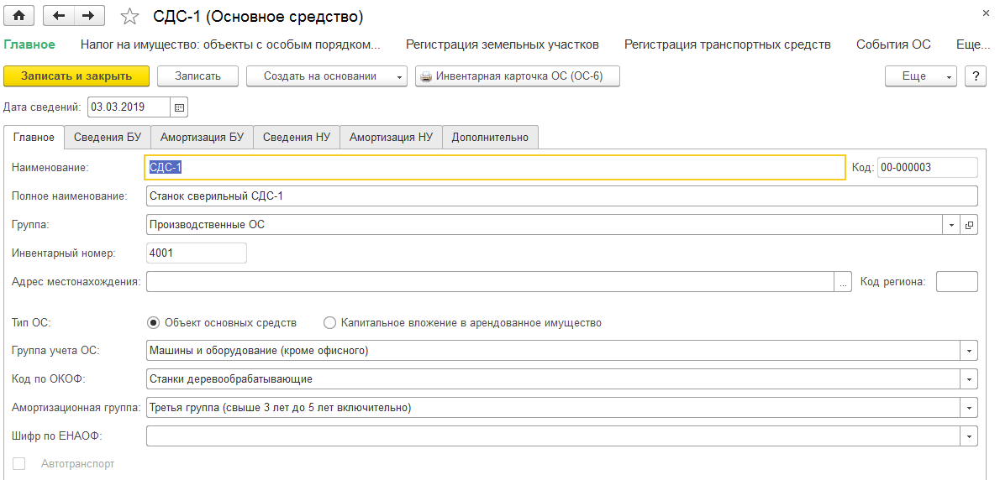 СДС-1 (Основное средство)
Главное Налог на имущество: объекты с особым порядком... Регистрация земельных участков Регистрация транспортных средств События ОС Еще...
Записать и закрыть Записать Создать на основании Инвентарная карточка ОС (ОС-6) Еще ?
Дата сведений: 03.03.2019
Главное Сведения БУ Амортизация БУ Сведения НУ Амортизация НУ Дополнительно
Наименование: СДС-1 Код: 00-000003
Полное наименование: Станок сверильный СДС-1
Группа: Производственные ОС
Инвентарный номер: 4001
Адрес местонахождения: ... Код региона:
Тип ОС: Объект основных средств Капитальное вложение в арендованное имущество
Группа учета ОС: Машины и оборудование (кроме офисного)
Код по ОКОФ: Станки деревообрабатывающие
Амортизационная группа: Третья группа (свыше 3 лет до 5 лет включительно)
Шифр по ЕНАОФ:
Автотранспорт